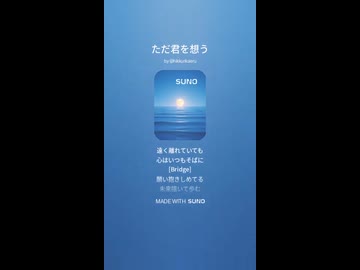 ただ君を想う
SUNO
遠く離れていても
心はいつもそばに
[Bridge]
願い抱きしめてる
未来描いて歩む
MADE WITH SUNO